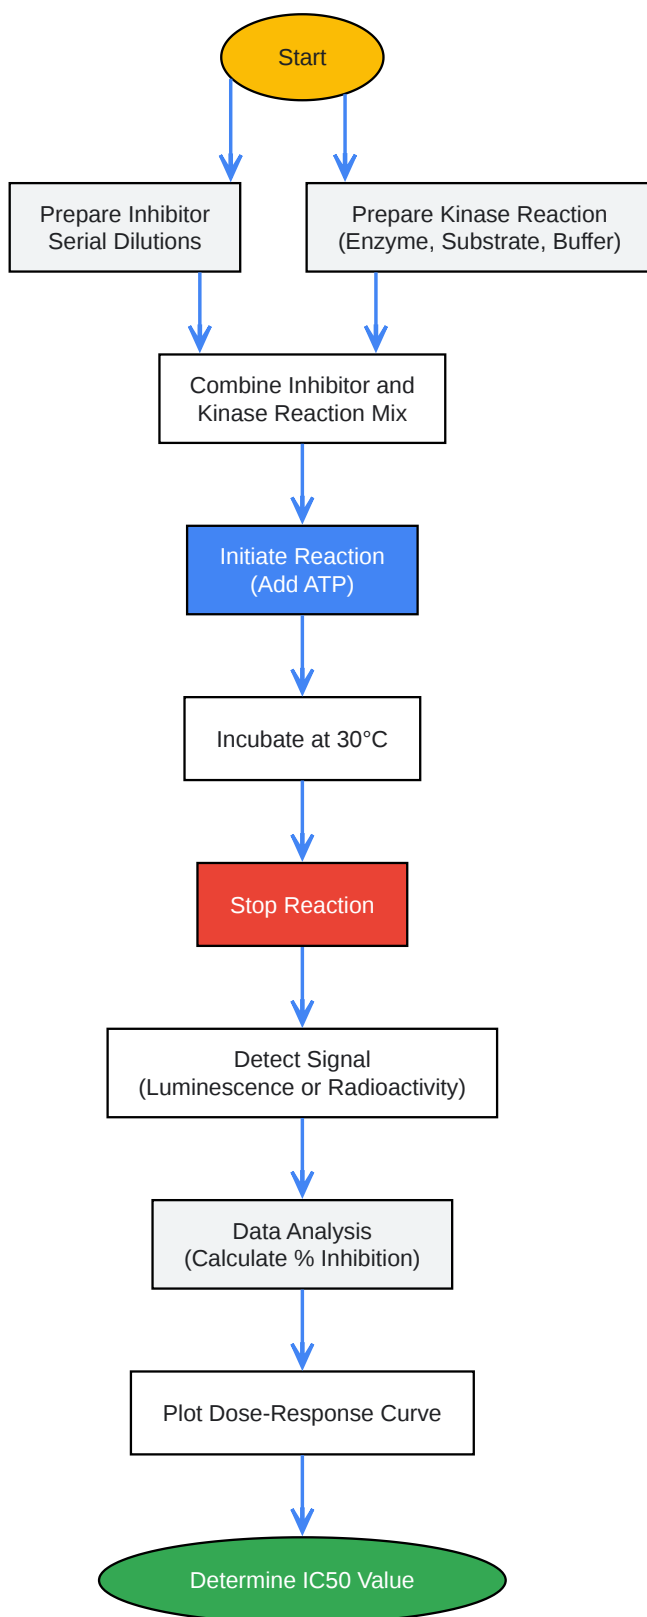 Start
Prepare Inhibitor
Serial Dilutions
Prepare Kinase Reaction
(Enzyme, Substrate, Buffer)
Combine Inhibitor and
Kinase Reaction Mix
Initiate Reaction
(Add ATP)
Incubate at 30°C
Stop Reaction
Detect Signal
(Luminescence or Radioactivity)
Data Analysis
(Calculate % Inhibition)
Plot Dose-Response Curve
Determine IC50 Value